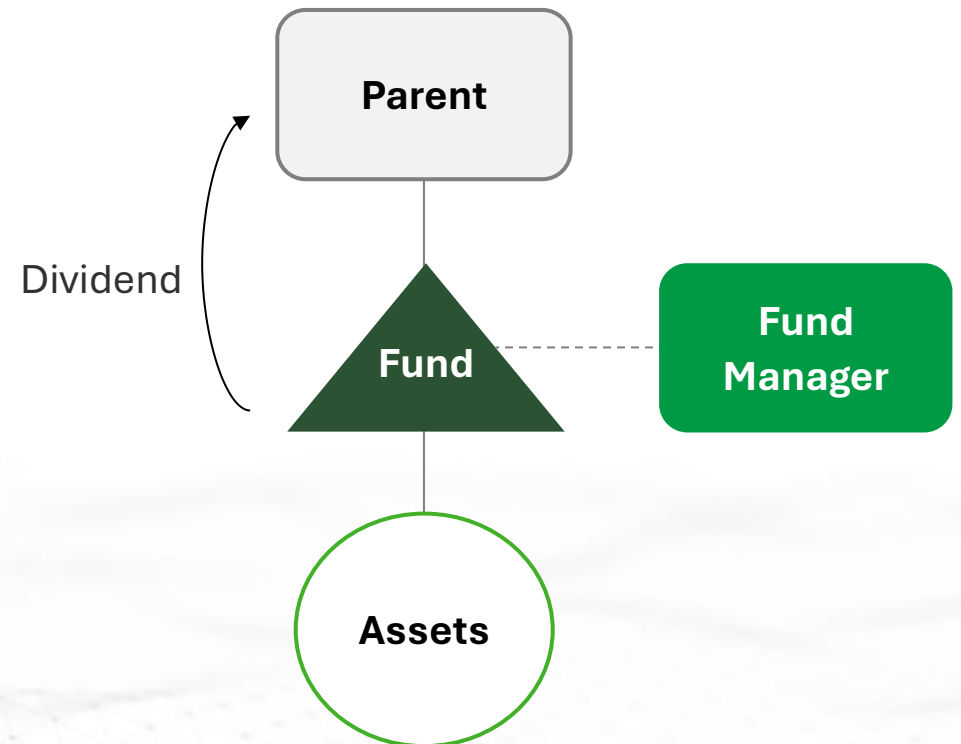 Parent
Dividend
Fund
Fund
Manager
Assets